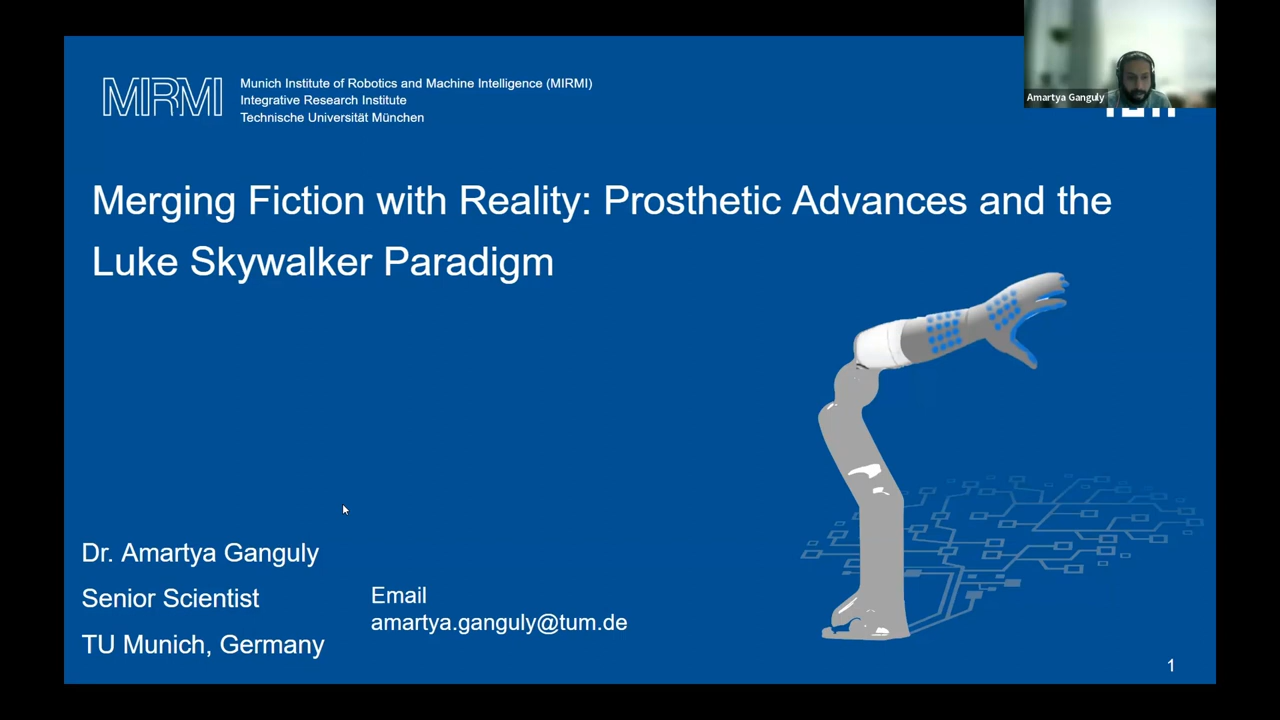 MIRMI
Munich Institute of Robotics and Machine Intelligence (MIRMI)
Integrative Research Institute
Technische Universität München
Amartya Ganguly
Merging Fiction with Reality: Prosthetic Advances and the
Luke Skywalker Paradigm
Dr. Amartya Ganguly
Senior Scientist
TU Munich, Germany
Email
amartya.ganguly@tum.de
1